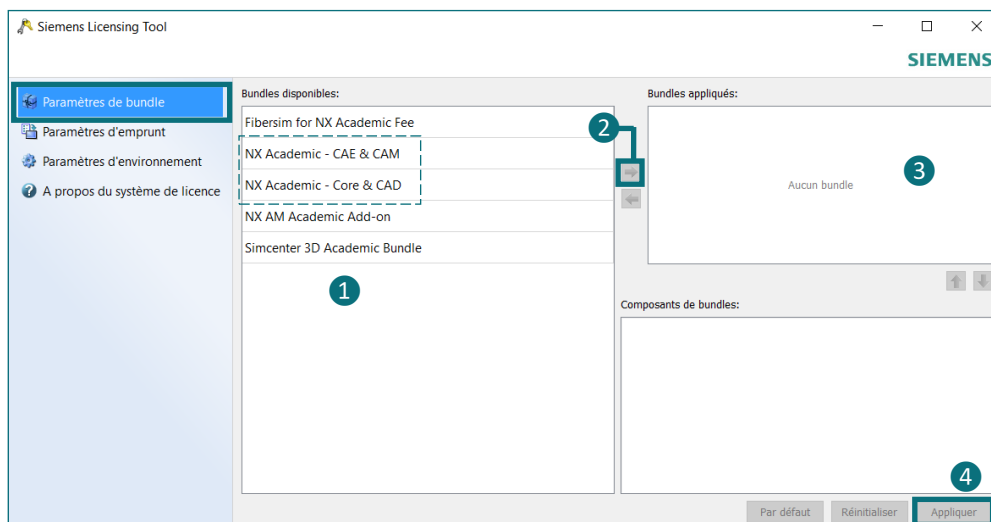 Siemens Licensing Tool
SIEMENS
Paramètres de bundle
Paramètres d'emprunt
Paramètres d'environnement
A propos du système de licence
Bundles disponibles:
Fibersim for NX Academic Fee
NX Academic - CAE & CAM
NX Academic - Core & CAD
NX AM Academic Add-on
Simcenter 3D Academic Bundle
1
2
Bundles appliqués:
Aucun bundle
3
Composants de bundles:
4
Par défaut
Réinitialiser
Appliquer